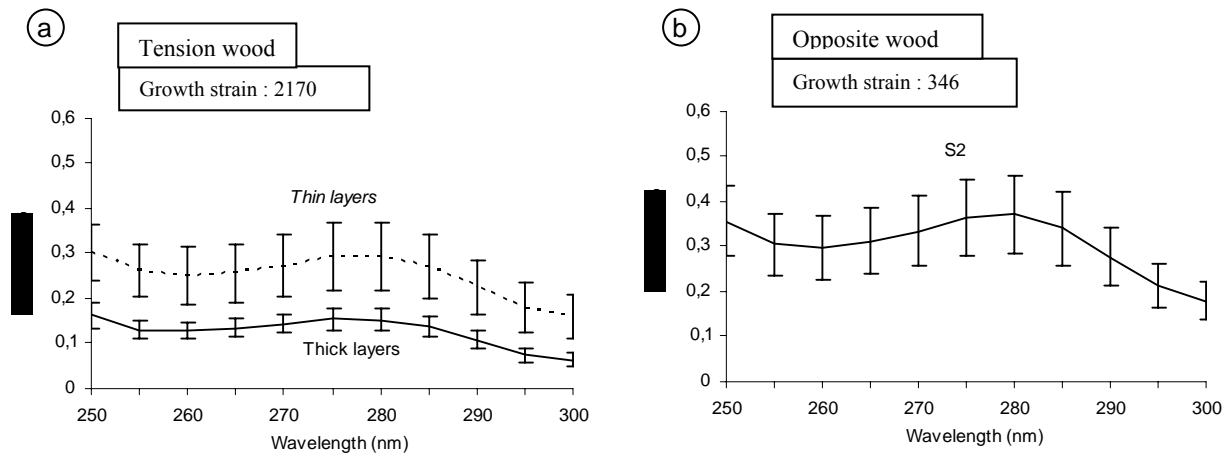 a
Tension wood
Growth strain : 2170
0,6
0,5
0,4
0,3
0,2
0,1
0
Thin layers
Thick layers
250 260 270 280 290 300
Wavelength (nm)
b
Opposite wood
Growth strain : 346
0,6
0,5
0,4
0,3
0,2
0,1
0
S2
250 260 270 280 290 300
Wavelength (nm)